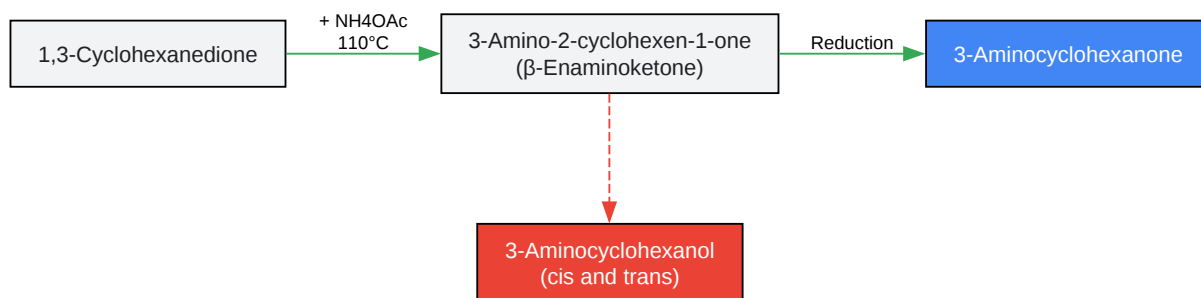 1,3-Cyclohexanedione
+ NH4OAc
110°C
3-Amino-2-cyclohexen-1-one
(β-Enaminoketone)
Reduction
3-Aminocyclohexanone
3-Aminocyclohexanol
(cis and trans)